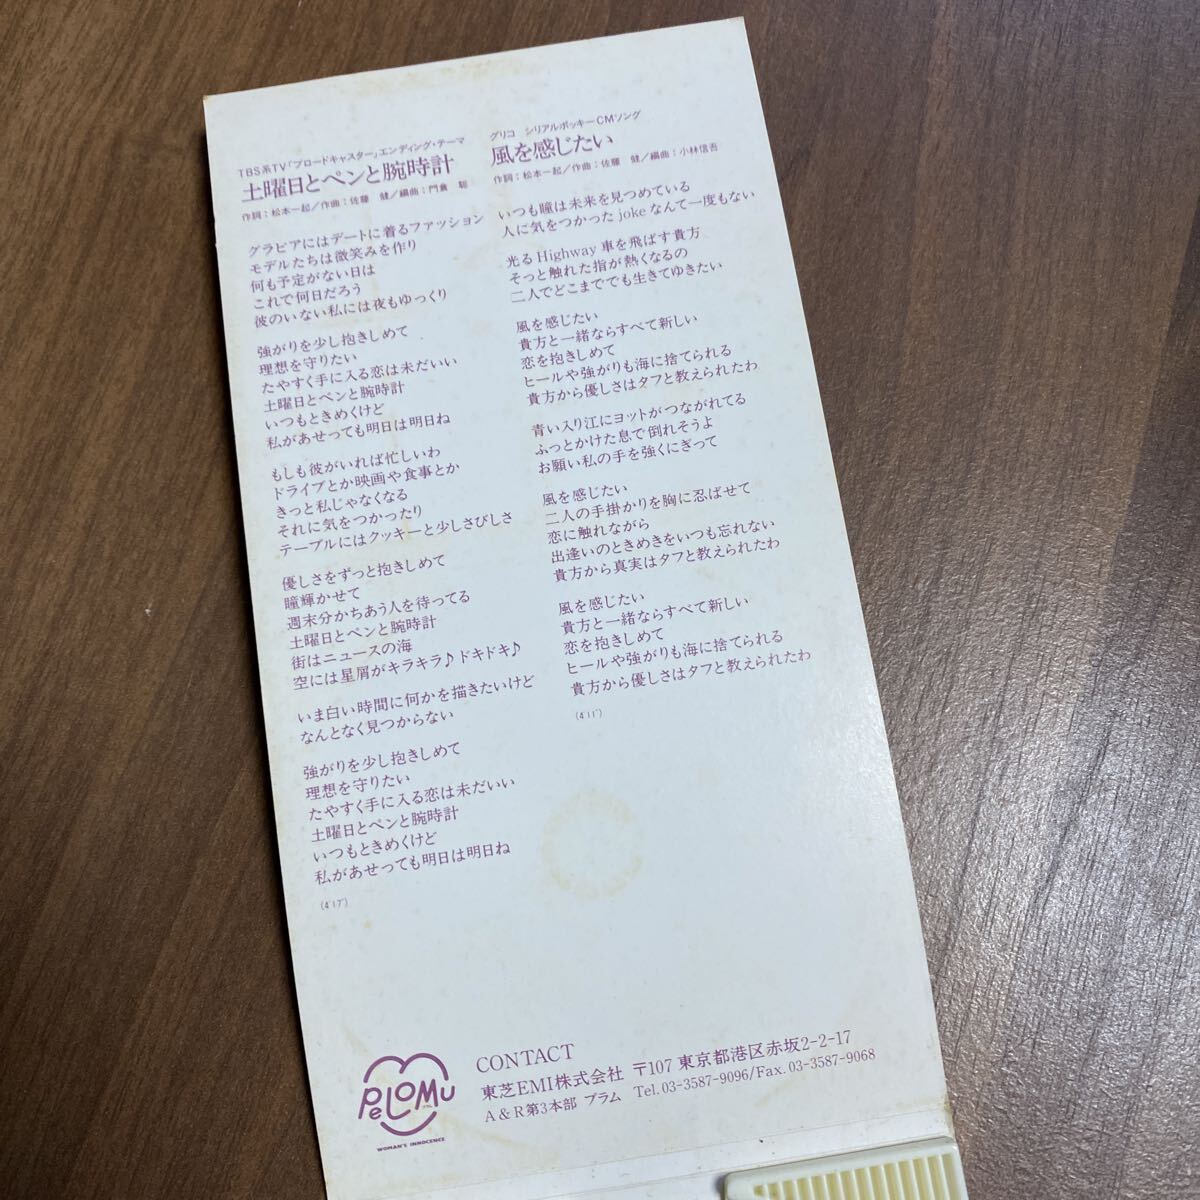 TBS系TV「ブロードキャスター」エンディング・テーマ
土曜日とペンと腕時計
作詞：松本一起／作曲：佐藤 健／編曲：門倉 聡
グラビアにはデートに着るファッション
モデルたちは微笑みを作り
何も予定がない日は
これで何日だろう
彼のいない私には夜もゆっくり
強がりを少し抱きしめて
理想を守りたい
たやすく手に入る恋は未だいい
土曜日とペンと腕時計
いつもときめくけど
私があせっても明日は明日ね
もしも彼がいれば忙しいわ
ドライブとか映画や食事とか
きっと私じゃなくなる
それに気をつかったり
テーブルにはクッキーと少しさびしさ
優しさをずっと抱きしめて
瞳輝かせて
週末分かちあう人を待ってる
土曜日とペンと腕時計
街はニュースの海
空には星屑がキラキラ♪ドキドキ♪
いま白い時間に何かを描きたいけど
なんとなく見つからない
強がりを少し抱きしめて
理想を守りたい
たやすく手に入る恋は未だいい
土曜日とペンと腕時計
いつもときめくけど
私があせっても明日は明日ね
(4'17")
グリコ シリアルポッキーCMソング
風を感じたい
作詞：松本一起／作曲：佐藤 健／編曲：小林信吾
いつも瞳は未来を見つめている
人に気をつかったjokeなんて一度もない
光るHighway 車を飛ばす貴方
そっと触れた指が熱くなるの
二人でどこまででも生きてゆきたい
風を感じたい
貴方と一緒ならすべて新しい
恋を抱きしめて
ヒールや強がりも海に捨てられる
貴方から優しさはタフと教えられたわ
青い入り江にヨットがつながれてる
ふっとかけた息で倒れそうよ
お願い私の手を強くにぎって
風を感じたい
二人の手掛かりを胸に忍ばせて
恋に触れながら
出逢いのときめきをいつも忘れない
貴方から真実はタフと教えられたわ
風を感じたい
貴方と一緒ならすべて新しい
恋を抱きしめて
ヒールや強がりも海に捨てられる
貴方から優しさはタフと教えられたわ
(4'11")
PeLOMu
WOMAN'S INNOCENCE
CONTACT
東芝EMI株式会社 〒107 東京都港区赤坂2-2-17
A＆R第3本部 プラム Tel.03-3587-9096/Fax.03-3587-9068